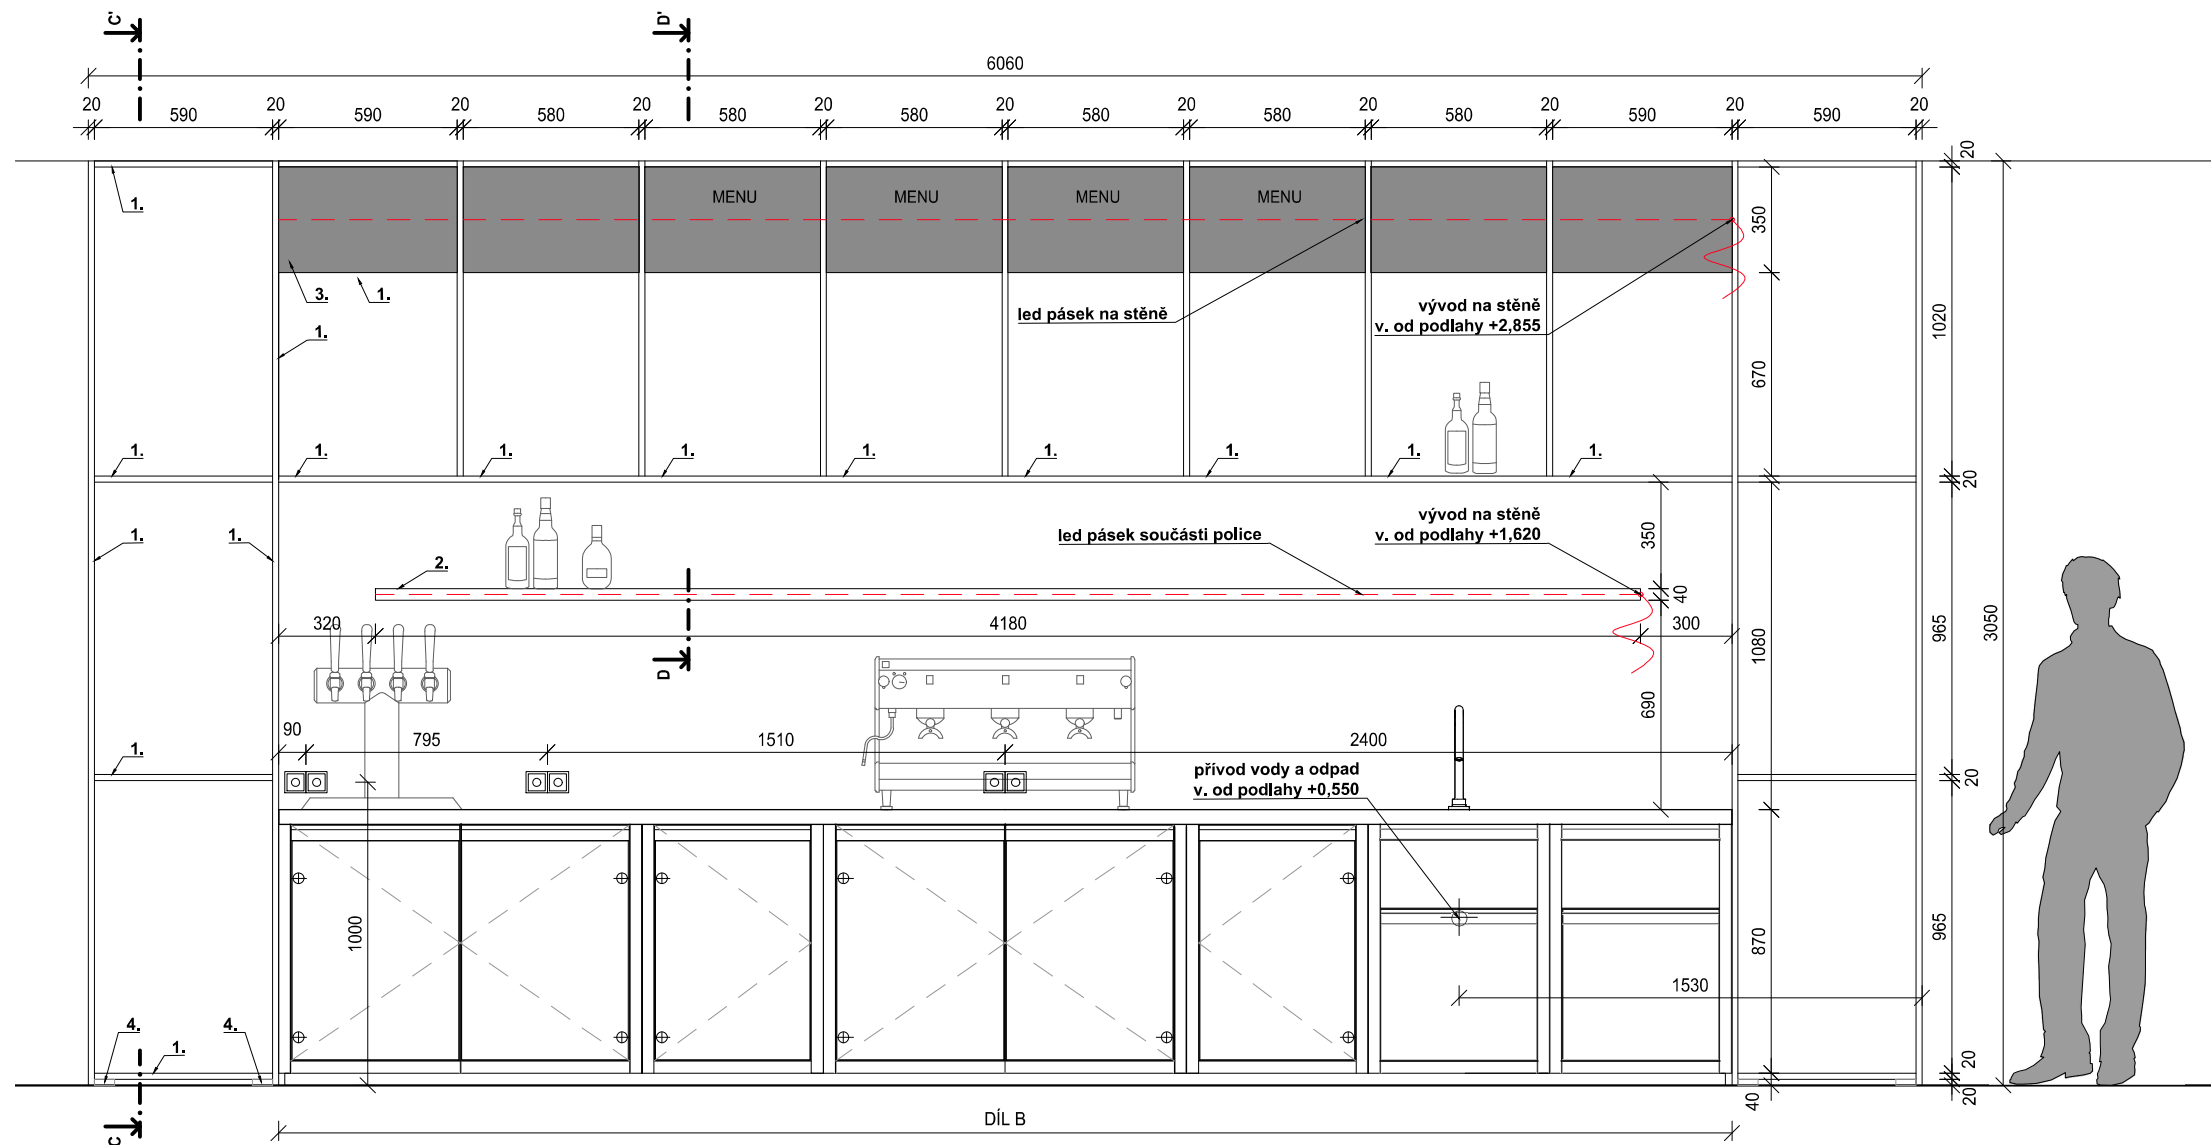 C' D'
6060
20 590 20 590 20 580 20 580 20 580 20 580 20 580 20 590 20 590 20
20
1.
MENU MENU MENU MENU
350
3. 1.
led pásek na stěně
vývod na stěně
v. od podlahy +2,855
1.
1020
3050
670
1. 1. 1. 1. 1. 1. 1. 1. 1.
20
1. 1.
led pásek součásti police
vývod na stěně
v. od podlahy +1,620
350
2.
40
320 4180 300
965
1080
D
690
90 795 1510 2400
1.
přívod vody a odpad
v. od podlahy +0,550
20
1000
870
965
1530
4. 4.
1.
20
20
40
DÍL B
C